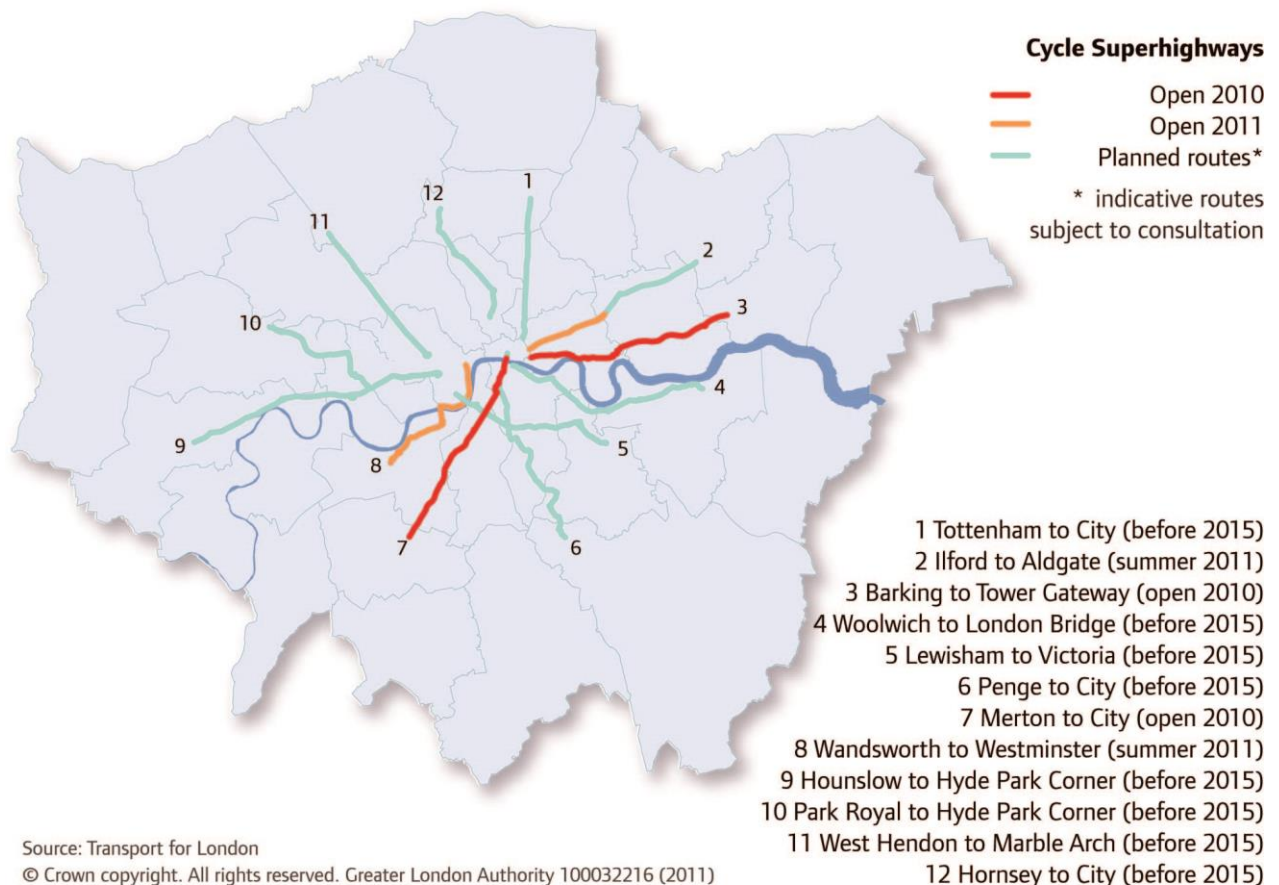 Cycle Superhighways
Open 2010
Open 2011
Planned routes*
* indicative routes
subject to consultation
12
1
11
2
10
3
4
9
5
8
7
6
1 Tottenham to City (before 2015)
2 Ilford to Aldgate (summer 2011)
3 Barking to Tower Gateway (open 2010)
4 Woolwich to London Bridge (before 2015)
5 Lewisham to Victoria (before 2015)
6 Penge to City (before 2015)
7 Merton to City (open 2010)
8 Wandsworth to Westminster (summer 2011)
9 Hounslow to Hyde Park Corner (before 2015)
10 Park Royal to Hyde Park Corner (before 2015)
11 West Hendon to Marble Arch (before 2015)
12 Hornsey to City (before 2015)
Source: Transport for London
© Crown copyright. All rights reserved. Greater London Authority 100032216 (2011)